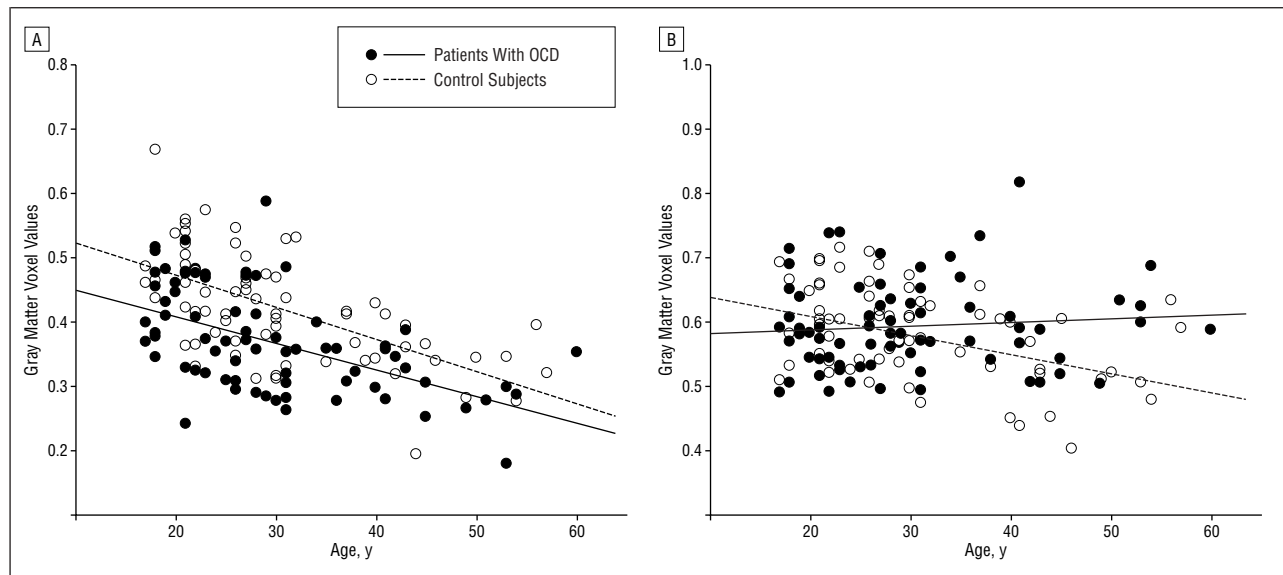 A
Patients With OCD
Control Subjects
Gray Matter Voxel Values
0.8
0.7
0.6
0.5
0.4
0.3
0.2
20 30 40 50 60
Age, y
B
Gray Matter Voxel Values
1.0
0.9
0.8
0.7
0.6
0.5
0.4
20 30 40 50 60
Age, y